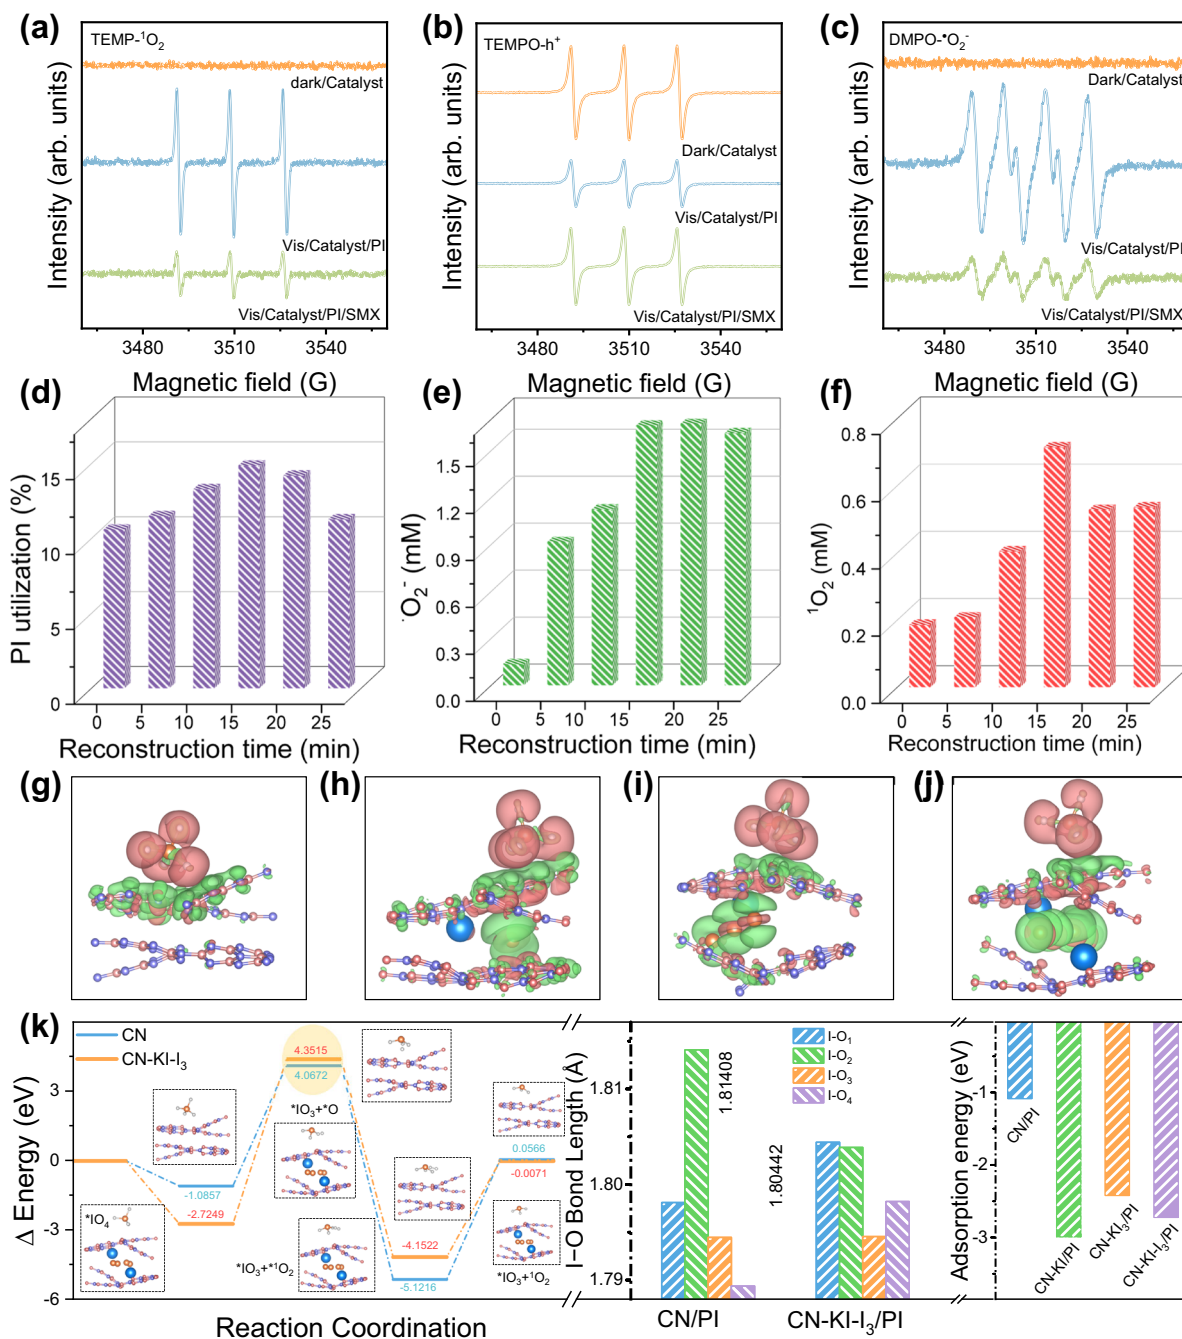 (a)
TEMP-¹O₂
dark/Catalyst
Vis/Catalyst/PI
Vis/Catalyst/PI/SMX
Intensity (arb. units)
3480 3510 3540
Magnetic field (G)
(b)
TEMPO-h⁺
Dark/Catalyst
Vis/Catalyst/PI
Vis/Catalyst/PI/SMX
Intensity (arb. units)
3480 3510 3540
Magnetic field (G)
(c)
DMPO-•O₂⁻
Dark/Catalyst
Vis/Catalyst/PI
Vis/Catalyst/PI/SMX
Intensity (arb. units)
3480 3510 3540
Magnetic field (G)
(d)
PI utilization (%)
15
10
5
0
0 5 10 15 20 25
Reconstruction time (min)
(e)
·O₂⁻ (mM)
1.5
1.2
0.9
0.6
0.3
0.0
0 5 10 15 20 25
Reconstruction time (min)
(f)
¹O₂ (mM)
0.8
0.6
0.4
0.2
0.0
0 5 10 15 20 25
Reconstruction time (min)
(g)
(h)
(i)
(j)
(k)
CN
CN-KI-I₃
Δ Energy (eV)
4
0
-3
-6
4.3515
4.0672
*IO₃+*O
-1.0857
-2.7249
*IO₄
*IO₃+*¹O₂
-4.1522
-5.1216
0.0566
-0.0071
*IO₃+¹O₂
Reaction Coordination
I−O Bond Length (Å)
1.81
1.80
1.79
I-O₁
I-O₂
I-O₃
I-O₄
1.81408
1.80442
CN/PI
CN-KI-I₃/PI
Adsorption energy (eV)
-1
-2
-3
CN/PI
CN-KI/PI
CN-KI₃/PI
CN-KI-I₃/PI